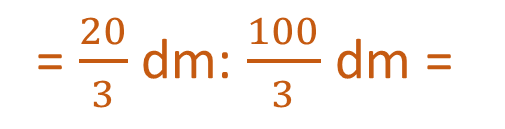 = 20/3 dm: 100/3 dm =